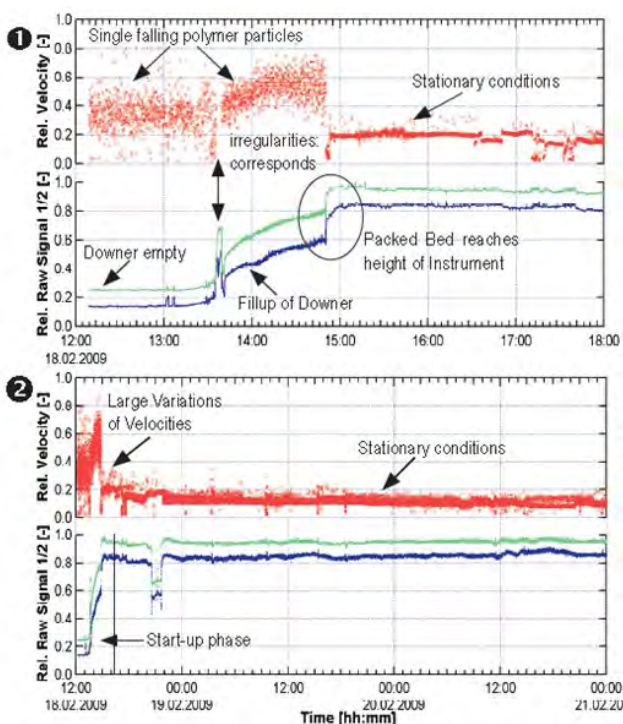 1
Rel. Velocity [-]
1.0
0.8
0.6
0.4
0.2
0.0
Single falling polymer particles
Stationary conditions
irregularities:
corresponds
Rel. Raw Signal 1/2 [-]
1.0
0.8
0.6
0.4
0.2
0.0
Downer empty
Fillup of Downer
Packed Bed reaches
height of Instrument
12:00 13:00 14:00 15:00 16:00 17:00 18:00
18.02.2009
2
Rel. Velocity [-]
1.0
0.8
0.6
0.4
0.2
0.0
Large Variations
of Velocities
Stationary conditions
Rel. Raw Signal 1/2 [-]
1.0
0.8
0.6
0.4
0.2
0.0
Start-up phase
12:00 00:00 12:00 00:00 12:00 00:00
18.02.2009 19.02.2009 20.02.2009 21.02.20
Time [hh:mm]